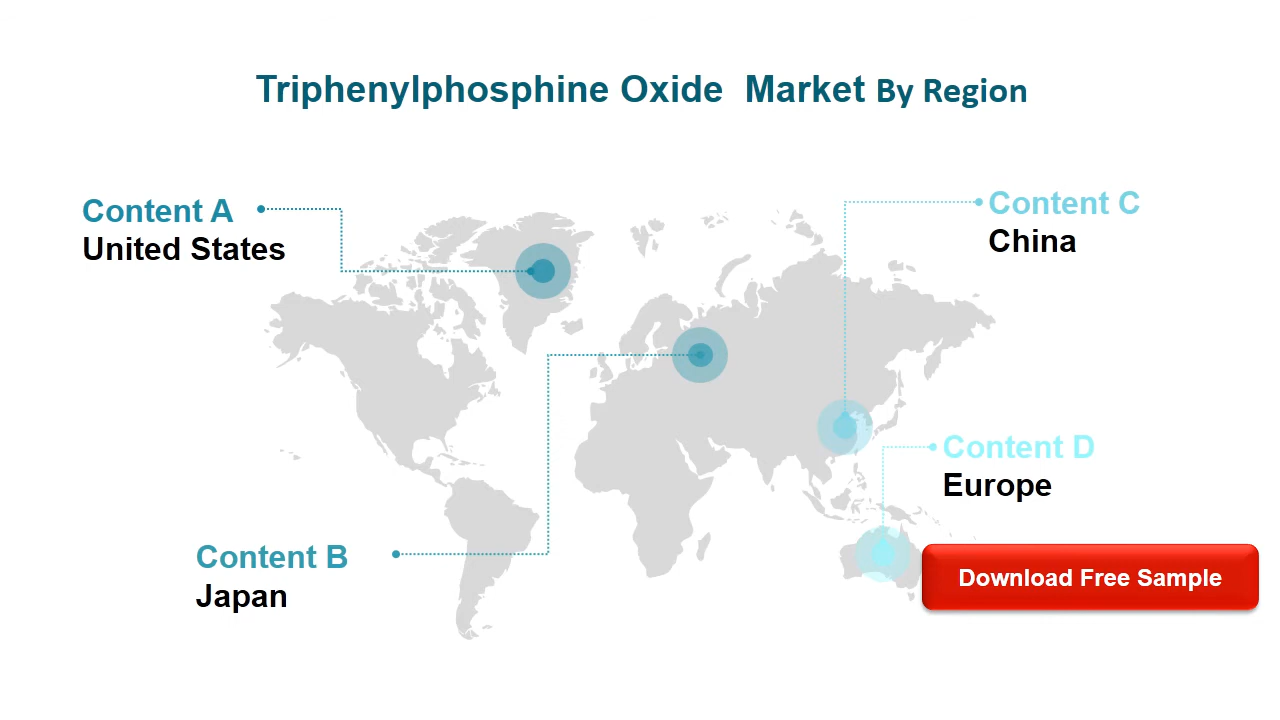 Triphenylphosphine Oxide Market By Region
Content A
United States
Content C
China
Content D
Europe
Content B
Japan
Download Free Sample